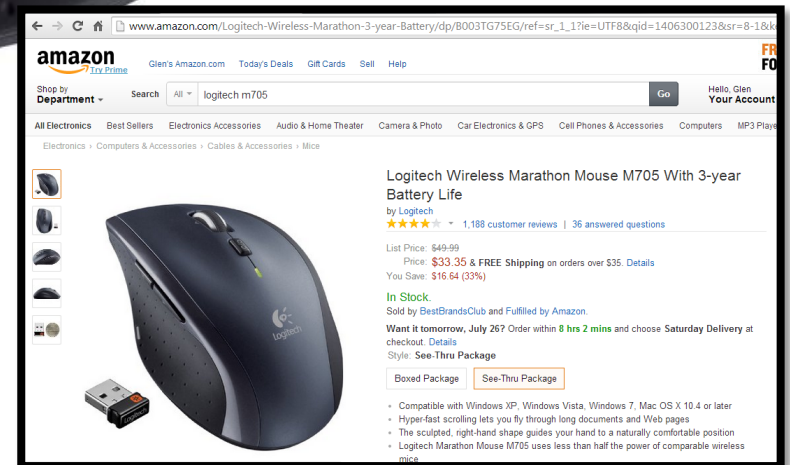 www.amazon.com/Logitech-Wireless-Marathon-3-year-Battery/dp/B003TG75EG/ref=sr_1_1?ie=UTF8&qid=1406300123&sr=8-1&k
amazon
Try Prime
Glen's Amazon.com Today's Deals Gift Cards Sell Help
FR
FO
Shop by
Department
Search All logitech m705 Go
Hello, Glen
Your Account
All Electronics Best Sellers Electronics Accessories Audio & Home Theater Camera & Photo Car Electronics & GPS Cell Phones & Accessories Computers MP3 Playe
Electronics › Computers & Accessories › Cables & Accessories › Mice
Logitech Wireless Marathon Mouse M705 With 3-year
Battery Life
by Logitech
1,188 customer reviews | 36 answered questions
List Price: $49.99
Price: $33.35 & FREE Shipping on orders over $35. Details
You Save: $16.64 (33%)
In Stock.
Sold by BestBrandsClub and Fulfilled by Amazon.
Want it tomorrow, July 26? Order within 8 hrs 2 mins and choose Saturday Delivery at
checkout. Details
Style: See-Thru Package
Boxed Package See-Thru Package
Compatible with Windows XP, Windows Vista, Windows 7, Mac OS X 10.4 or later
Hyper-fast scrolling lets you fly through long documents and Web pages
The sculpted, right-hand shape guides your hand to a naturally comfortable position
Logitech Marathon Mouse M705 uses less than half the power of comparable wireless
mice
Logitech
Logitech